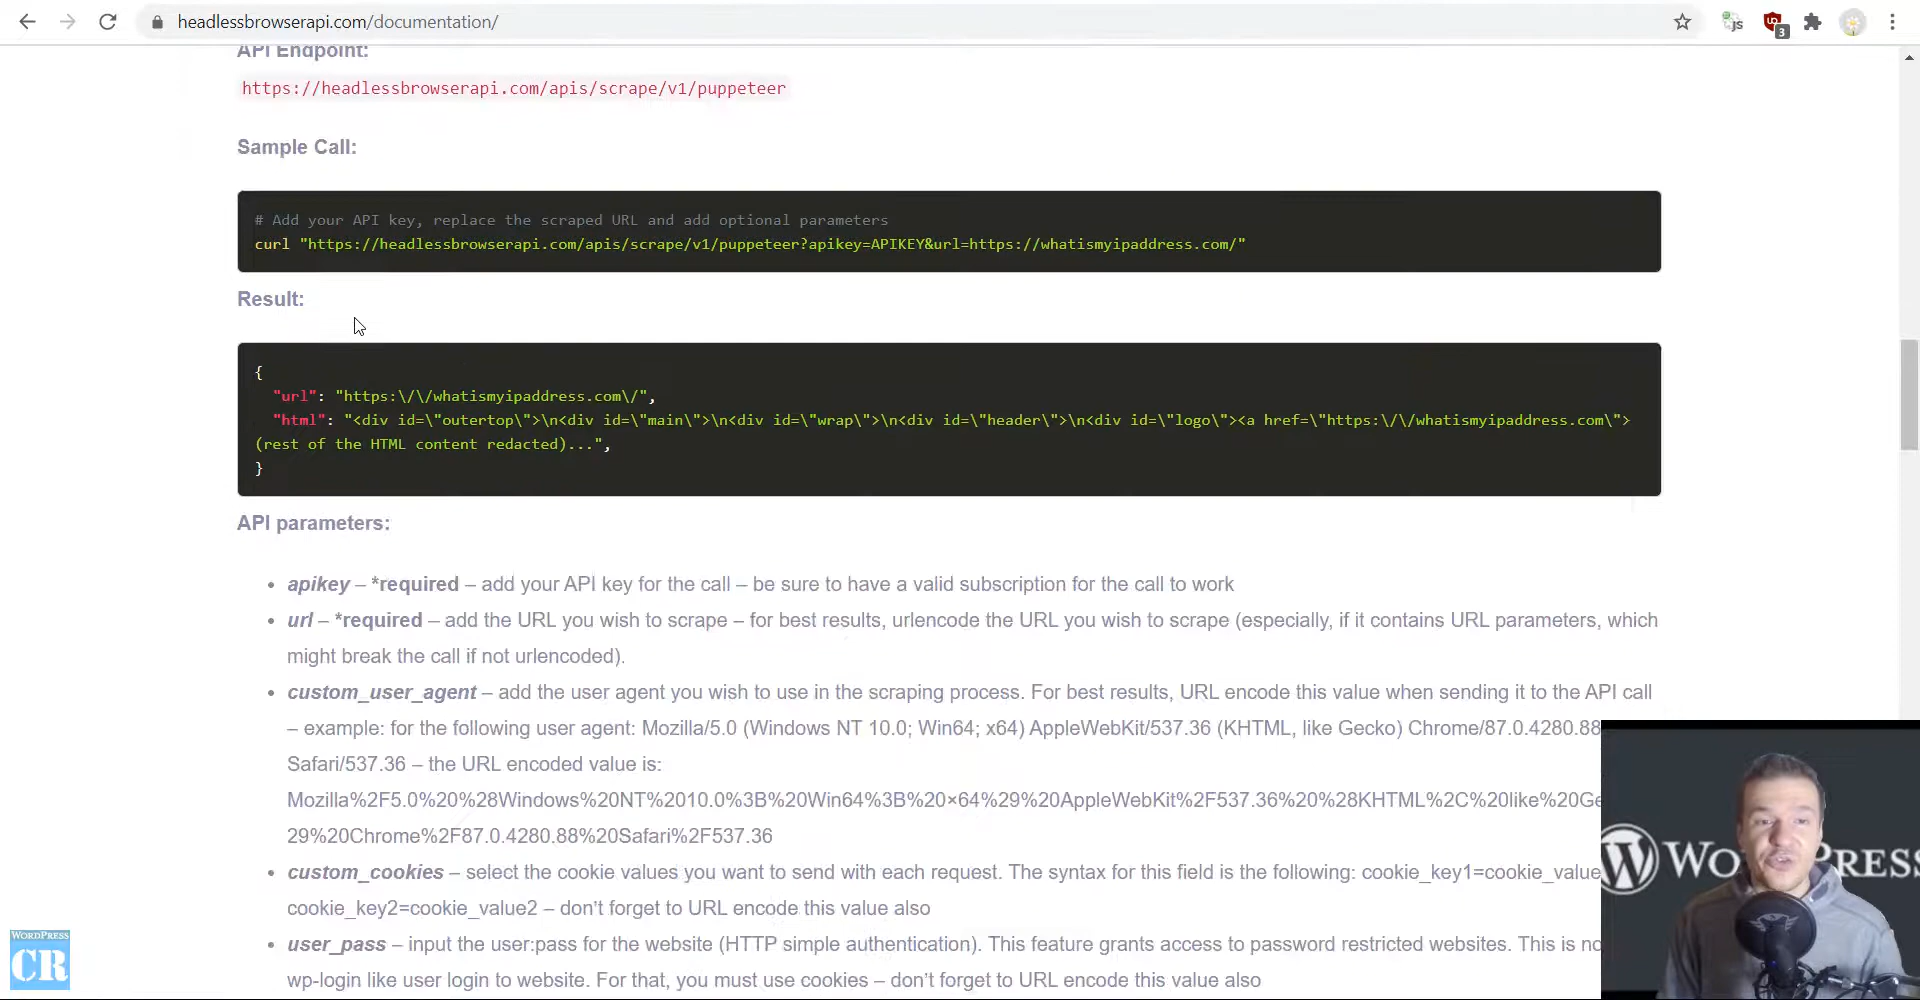 headlessbrowserapi.com/documentation/
JS
3
API Endpoint:
https://headlessbrowserapi.com/apis/scrape/v1/puppeteer
Sample Call:
# Add your API key, replace the scraped URL and add optional parameters
curl "https://headlessbrowserapi.com/apis/scrape/v1/puppeteer?apikey=APIKEY&url=https://whatismyipaddress.com/"
Result:
{
"url": "https:\/\/whatismyipaddress.com\/",
"html": "<div id=\"outertop\">\n<div id=\"main\">\n<div id=\"wrap\">\n<div id=\"header\">\n<div id=\"logo\"><a href=\"https:\/\/whatismyipaddress.com\">
(rest of the HTML content redacted)...",
}
API parameters:
• apikey – *required – add your API key for the call – be sure to have a valid subscription for the call to work
• url – *required – add the URL you wish to scrape – for best results, urlencode the URL you wish to scrape (especially, if it contains URL parameters, which
might break the call if not urlencoded).
• custom_user_agent – add the user agent you wish to use in the scraping process. For best results, URL encode this value when sending it to the API call
– example: for the following user agent: Mozilla/5.0 (Windows NT 10.0; Win64; x64) AppleWebKit/537.36 (KHTML, like Gecko) Chrome/87.0.4280.88
Safari/537.36 – the URL encoded value is:
Mozilla%2F5.0%20%28Windows%20NT%2010.0%3B%20Win64%3B%20×64%29%20AppleWebKit%2F537.36%20%28KHTML%2C%20like%20Ge
29%20Chrome%2F87.0.4280.88%20Safari%2F537.36
• custom_cookies – select the cookie values you want to send with each request. The syntax for this field is the following: cookie_key1=cookie_value
cookie_key2=cookie_value2 – don't forget to URL encode this value also
• user_pass – input the user:pass for the website (HTTP simple authentication). This feature grants access to password restricted websites. This is no
wp-login like user login to website. For that, you must use cookies – don't forget to URL encode this value also
WORDPRESS
CR